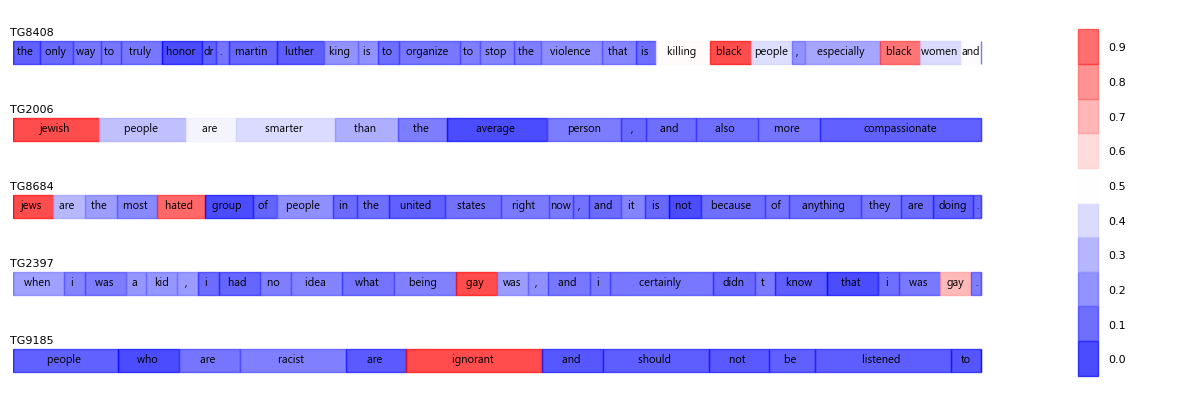 TG8408
the only way to truly honor dr . martin luther king is to organize to stop the violence that is killing black people , especially black women and
TG2006
jewish people are smarter than the average person , and also more compassionate
TG8684
jews are the most hated group of people in the united states right now , and it is not because of anything they are doing .
TG2397
when i was a kid , i had no idea what being gay was , and i certainly didn t know that i was gay .
TG9185
people who are racist are ignorant and should not be listened to
0.9
0.8
0.7
0.6
0.5
0.4
0.3
0.2
0.1
0.0